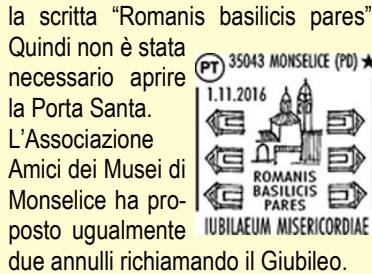 la scritta “Romanis basilicis pares”
Quindi non è stata
necessario aprire
la Porta Santa.
L’Associazione
Amici dei Musei di
Monselice ha pro-
posto ugualmente
due annulli richiamando il Giubileo.
PT 35043 MONSELICE (PD) ★
1.11.2016
ROMANIS
BASILICIS
PARES
IUBILAEUM MISERICORDIAE